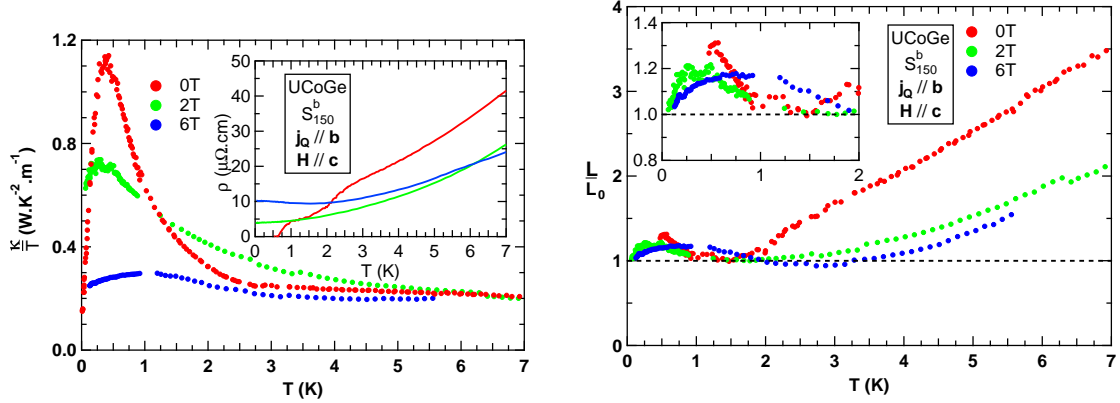 κ/T (W.K⁻².m⁻¹)
1.2
0.8
0.4
0.0
0T
2T
6T
50
40
30
20
10
0
ρ (μΩ.cm)
UCoGe
S^b_150
j_Q // b
H // c
0 1 2 3 4 5 6 7
T (K)
0 1 2 3 4 5 6 7
T (K)
L/L₀
4
3
2
1
0
1.4
1.2
1.0
0.8
0 1 2
UCoGe
S^b_150
j_Q // b
H // c
0T
2T
6T
0 1 2 3 4 5 6 7
T (K)